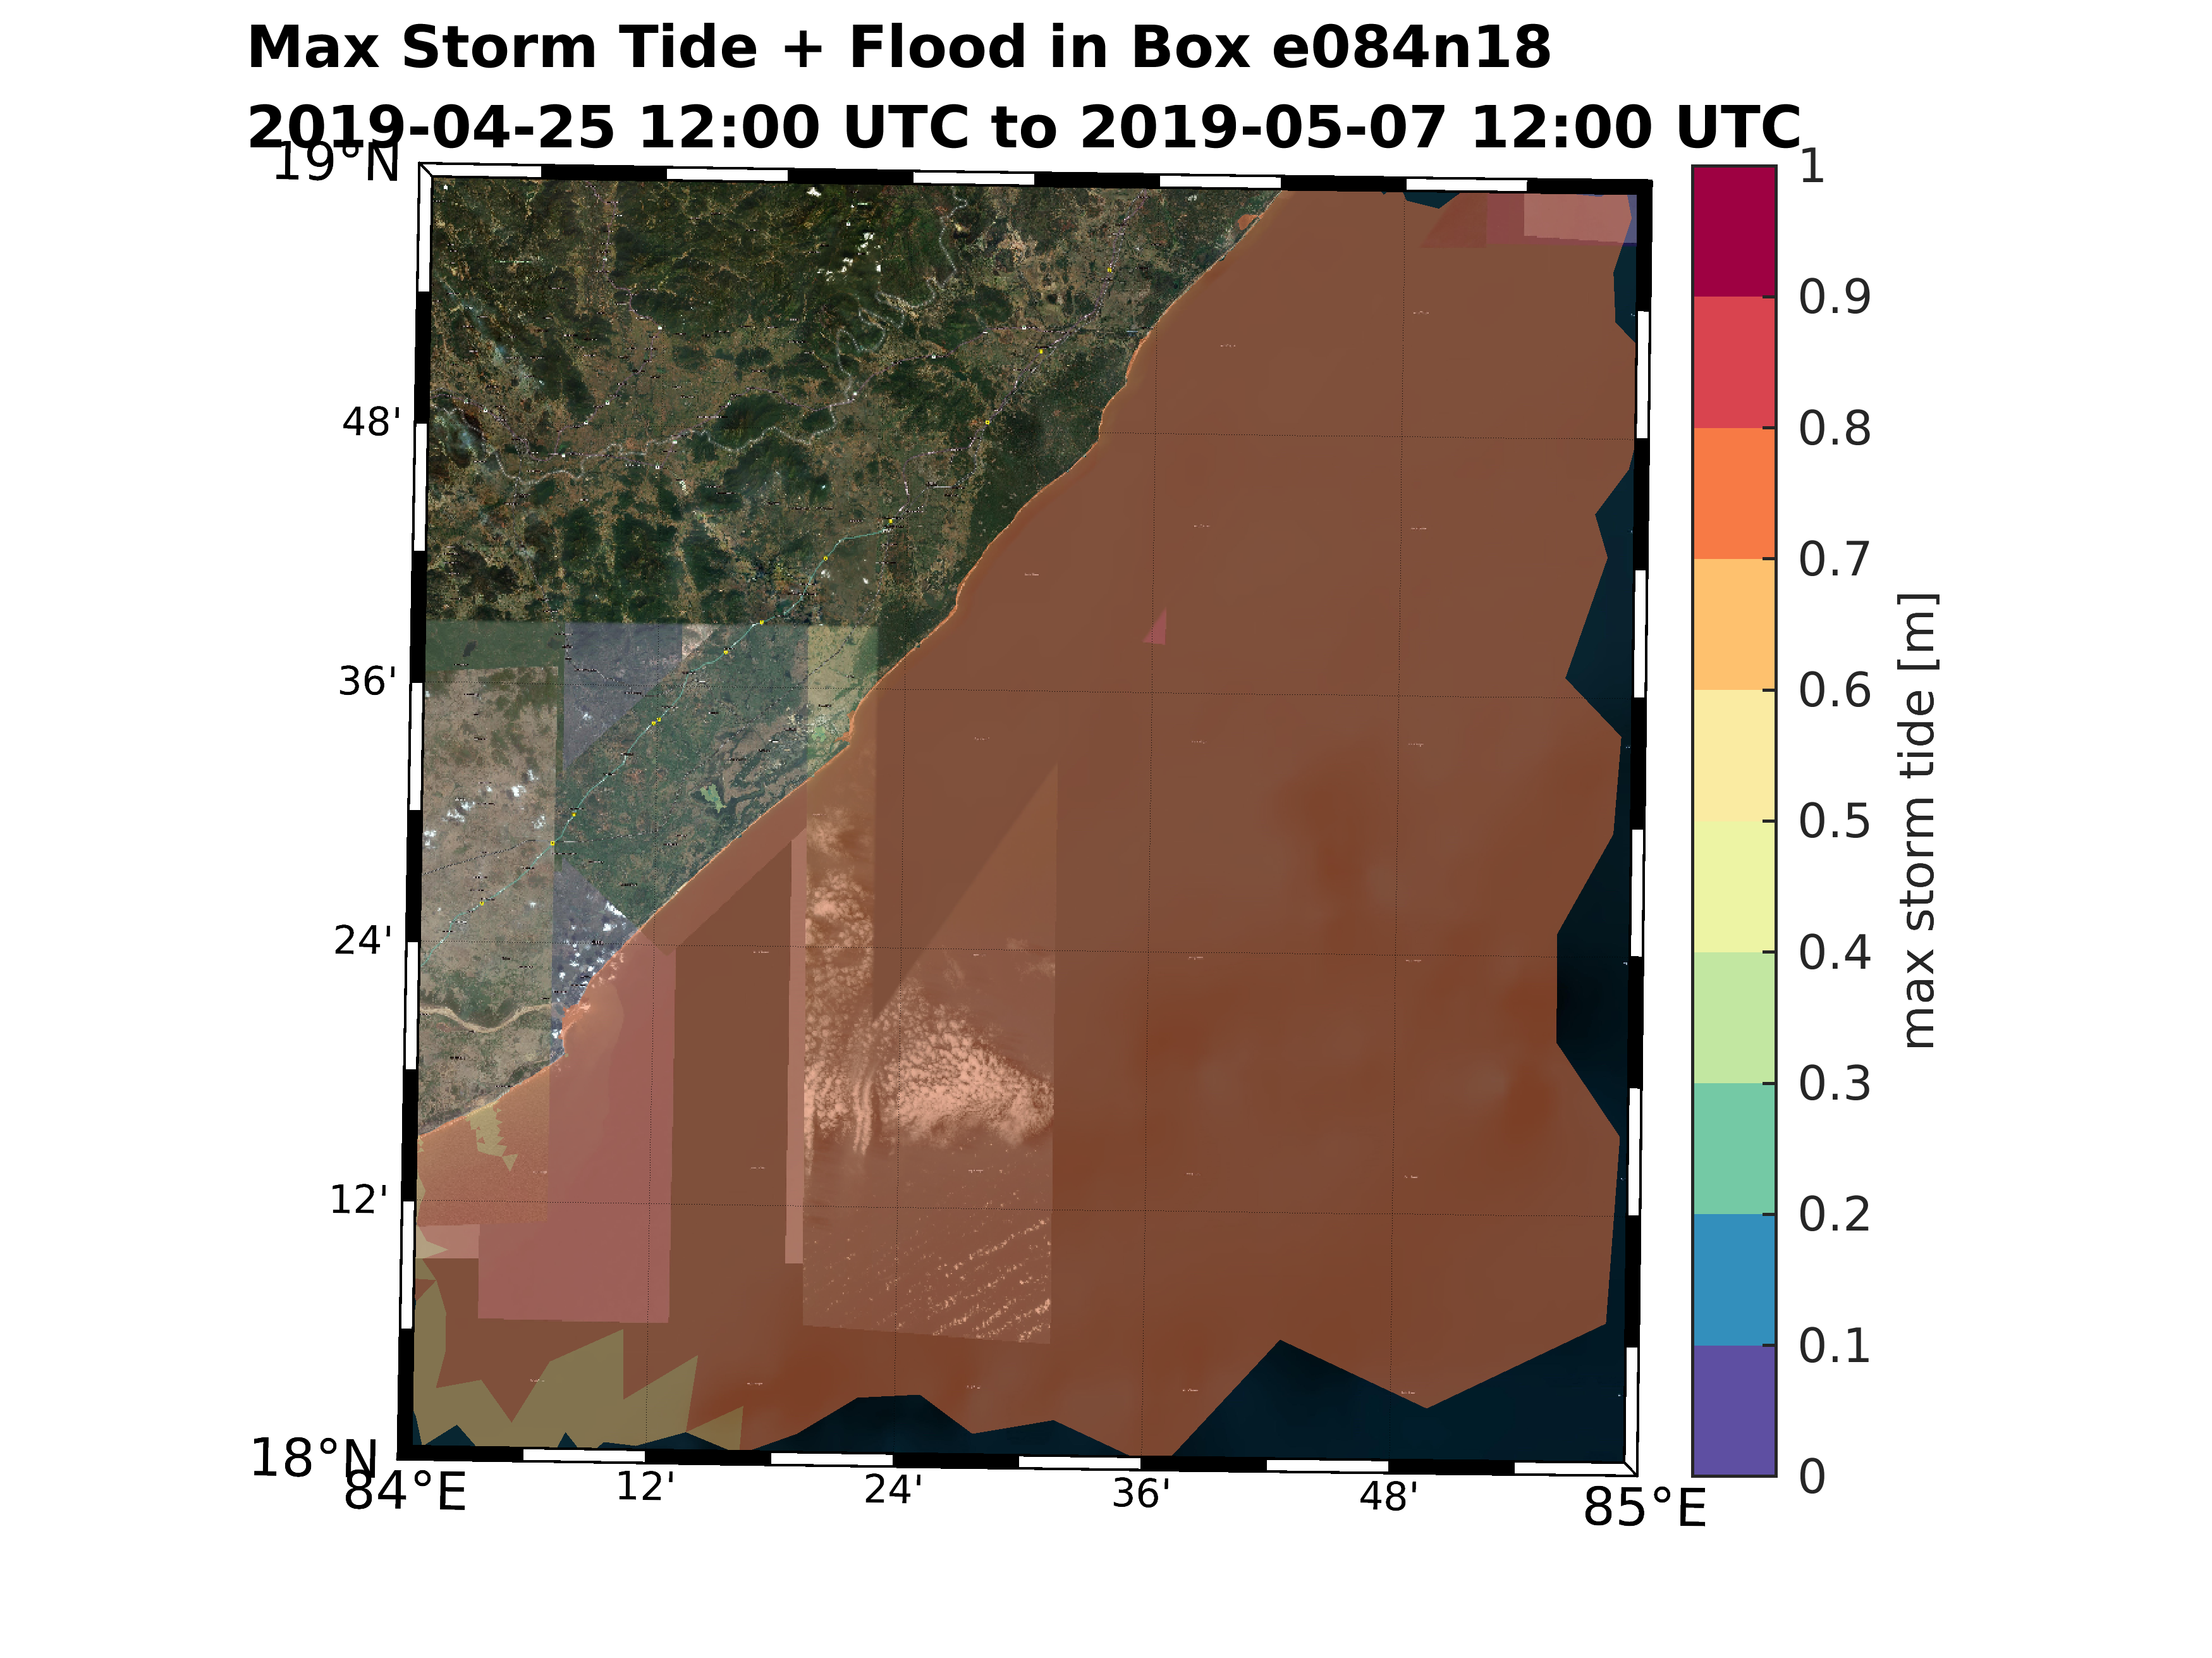 Max Storm Tide + Flood in Box e084n18
2019-04-25 12:00 UTC to 2019-05-07 12:00 UTC
19°N
48'
36'
24'
12'
18°N
84°E
12'
24'
36'
48'
85°E
1
0.9
0.8
0.7
0.6
0.5
0.4
0.3
0.2
0.1
0
max storm tide [m]